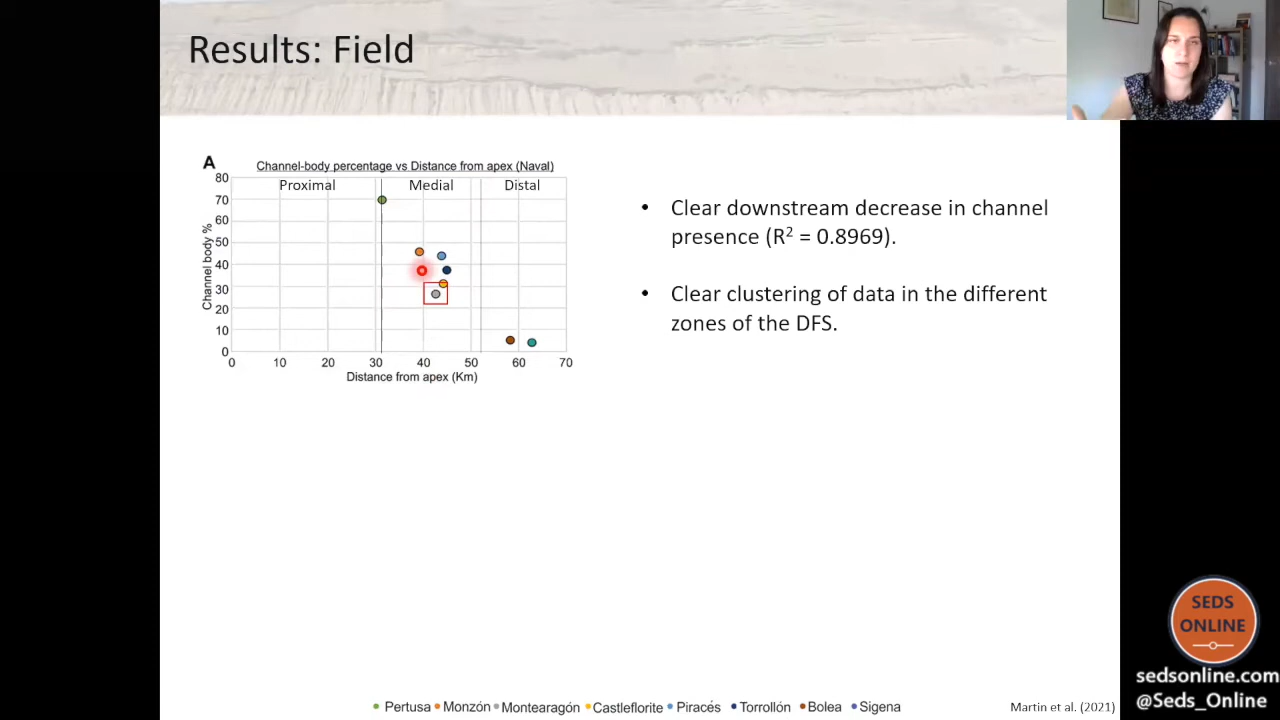 Results: Field
A
Channel-body percentage vs Distance from apex (Naval)
Proximal Medial Distal
Channel body %
80
70
60
50
40
30
20
10
0
0 10 20 30 40 50 60 70
Distance from apex (Km)
• Clear downstream decrease in channel
presence (R² = 0.8969).
• Clear clustering of data in the different
zones of the DFS.
Pertusa Monzón Montearagón Castleflorite Piracés Torrollón Bolea Sigena
Martin et al. (2021)
SEDS
ONLINE
sedsonline.com
@Seds_Online